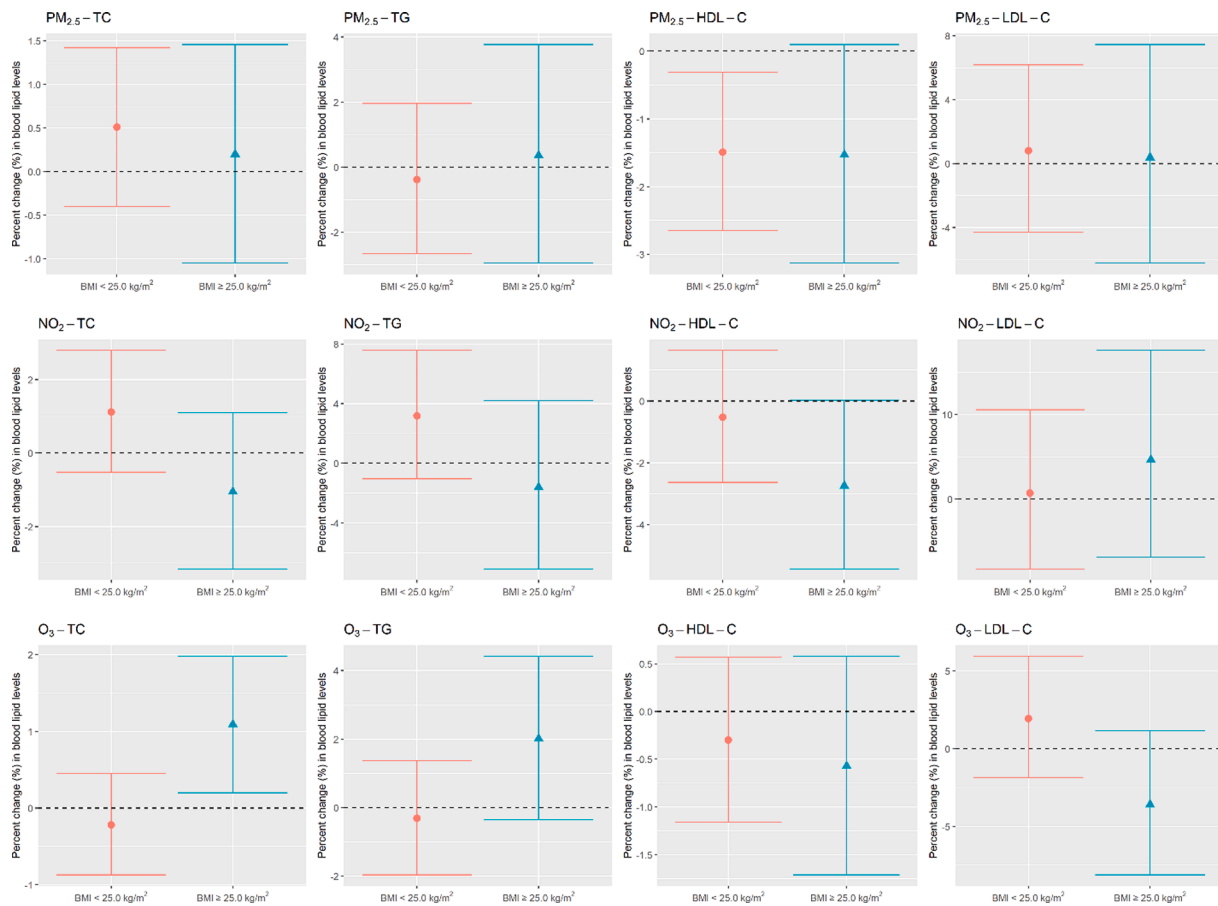 PM2.5 – TC
PM2.5 – TG
PM2.5 – HDL – C
PM2.5 – LDL – C
Percent change (%) in blood lipid levels
1.5
1.0
0.5
0.0
-0.5
-1.0
BMI < 25.0 kg/m²
BMI ≥ 25.0 kg/m²
Percent change (%) in blood lipid levels
4
2
0
-2
BMI < 25.0 kg/m²
BMI ≥ 25.0 kg/m²
Percent change (%) in blood lipid levels
0
-1
-2
-3
BMI < 25.0 kg/m²
BMI ≥ 25.0 kg/m²
Percent change (%) in blood lipid levels
8
4
0
-4
BMI < 25.0 kg/m²
BMI ≥ 25.0 kg/m²
NO2 – TC
NO2 – TG
NO2 – HDL – C
NO2 – LDL – C
Percent change (%) in blood lipid levels
2
0
-2
BMI < 25.0 kg/m²
BMI ≥ 25.0 kg/m²
Percent change (%) in blood lipid levels
8
4
0
-4
BMI < 25.0 kg/m²
BMI ≥ 25.0 kg/m²
Percent change (%) in blood lipid levels
0
-2
-4
BMI < 25.0 kg/m²
BMI ≥ 25.0 kg/m²
Percent change (%) in blood lipid levels
10
0
BMI < 25.0 kg/m²
BMI ≥ 25.0 kg/m²
O3 – TC
O3 – TG
O3 – HDL – C
O3 – LDL – C
Percent change (%) in blood lipid levels
2
1
0
-1
BMI < 25.0 kg/m²
BMI ≥ 25.0 kg/m²
Percent change (%) in blood lipid levels
4
2
0
-2
BMI < 25.0 kg/m²
BMI ≥ 25.0 kg/m²
Percent change (%) in blood lipid levels
0.5
0.0
-0.5
-1.0
-1.5
BMI < 25.0 kg/m²
BMI ≥ 25.0 kg/m²
Percent change (%) in blood lipid levels
5
0
-5
BMI < 25.0 kg/m²
BMI ≥ 25.0 kg/m²